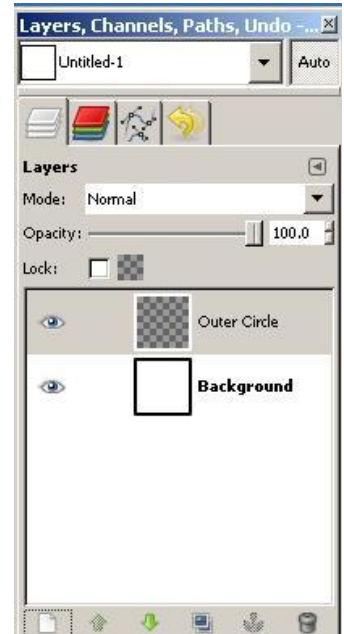 Layers, Channels, Paths, Undo -...
Untitled-1 Auto
Layers
Mode: Normal
Opacity: 100.0
Lock:
Outer Circle
Background